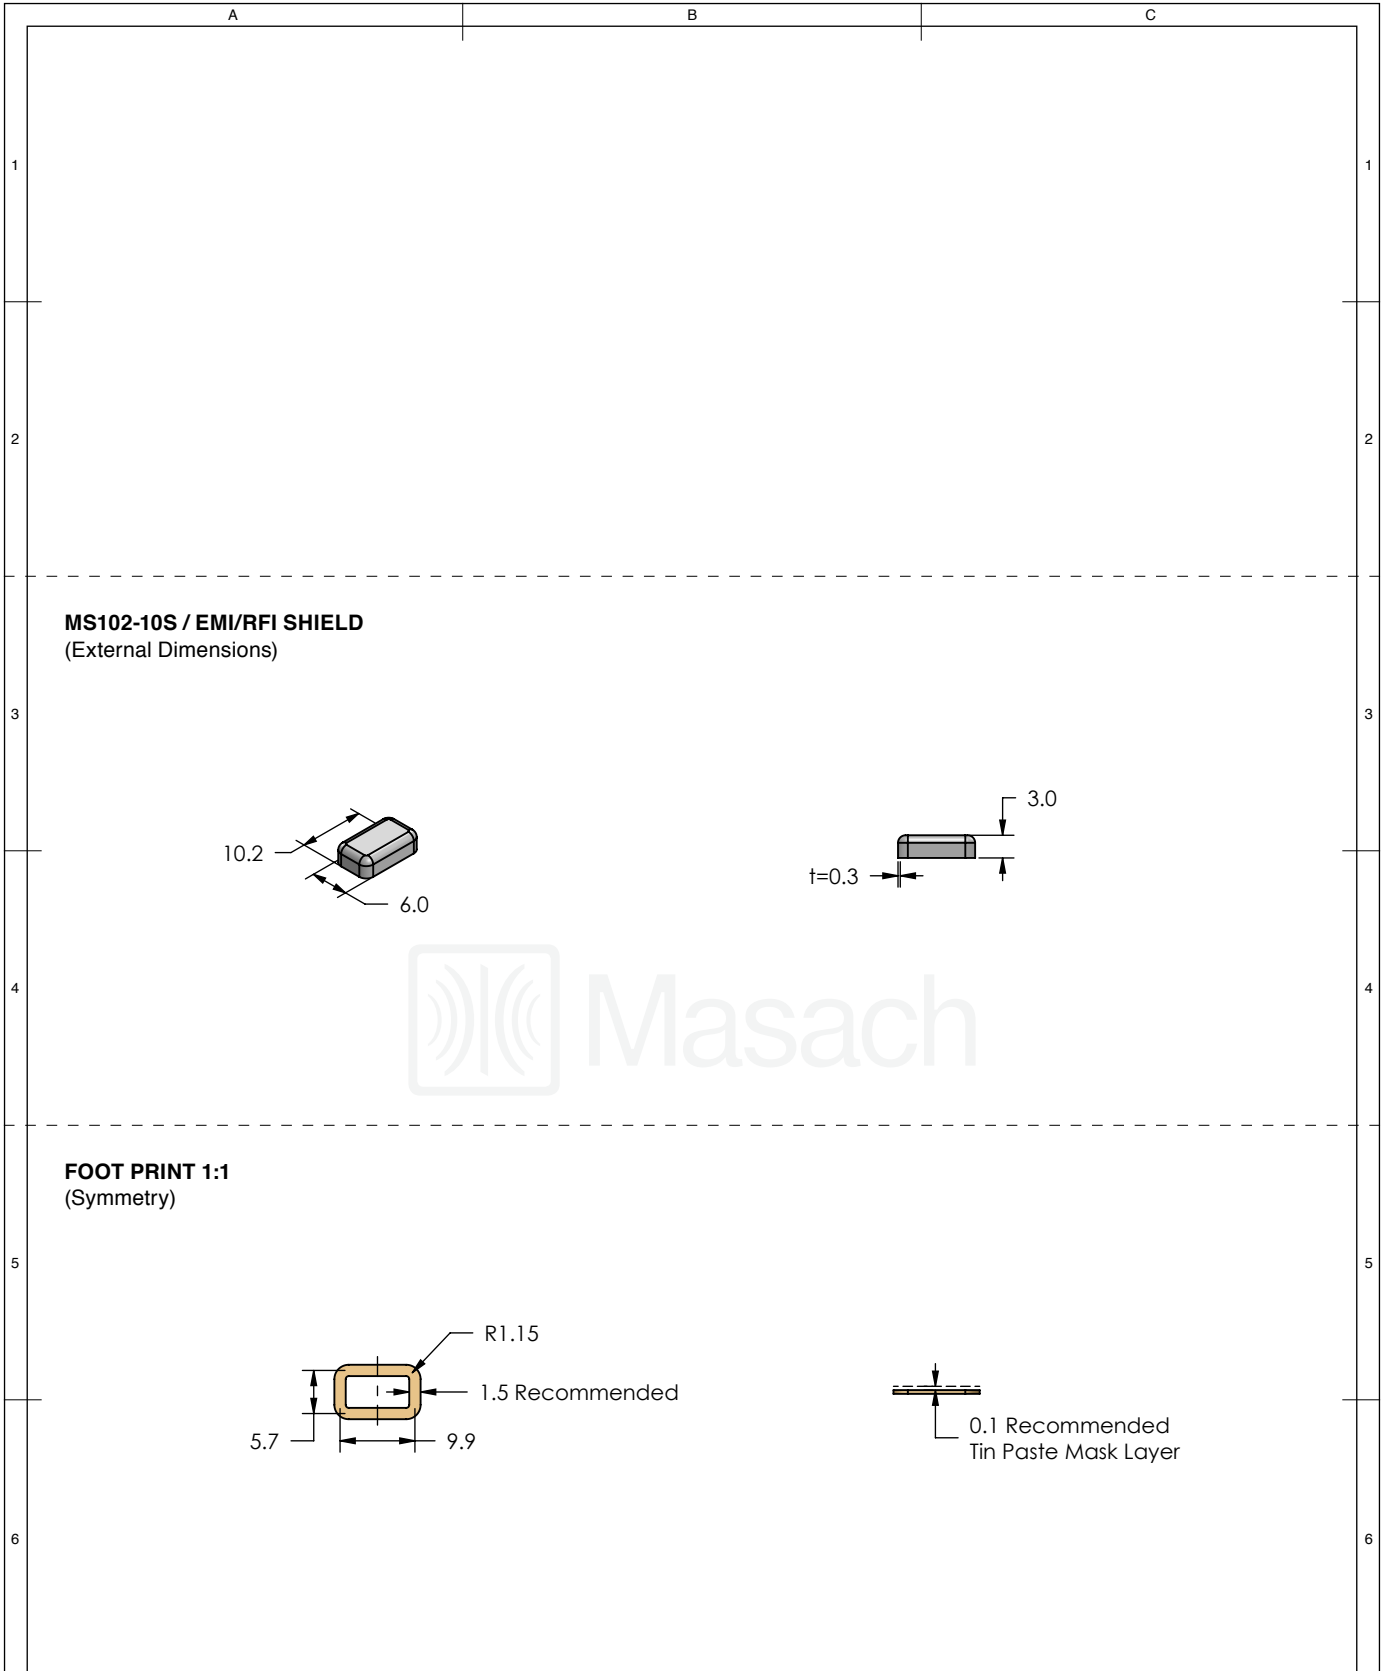 A B C
1 1
2 2
MS102-10S / EMI/RFI SHIELD
(External Dimensions)
3 3
3.0
10.2
t=0.3
6.0
Masach
4 4
FOOT PRINT 1:1
(Symmetry)
5 5
R1.15
1.5 Recommended
0.1 Recommended
Tin Paste Mask Layer
5.7 9.9
6 6